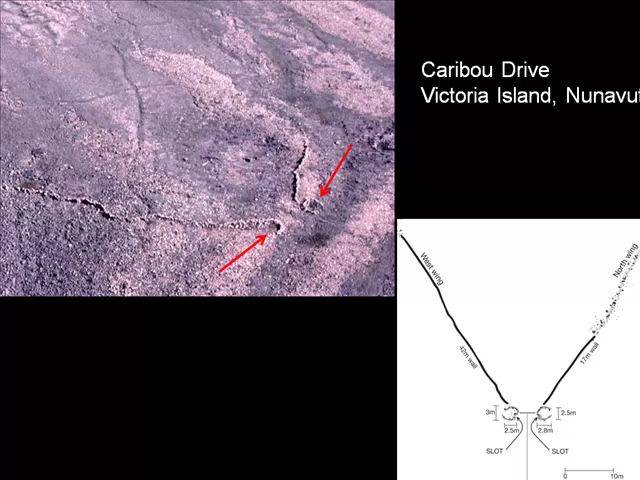 Caribou Drive
Victoria Island, Nunavut
West wing
North wing
42m wall
17m wall
3m
2.5m
2.5m
2.8m
SLOT
SLOT
0
10m